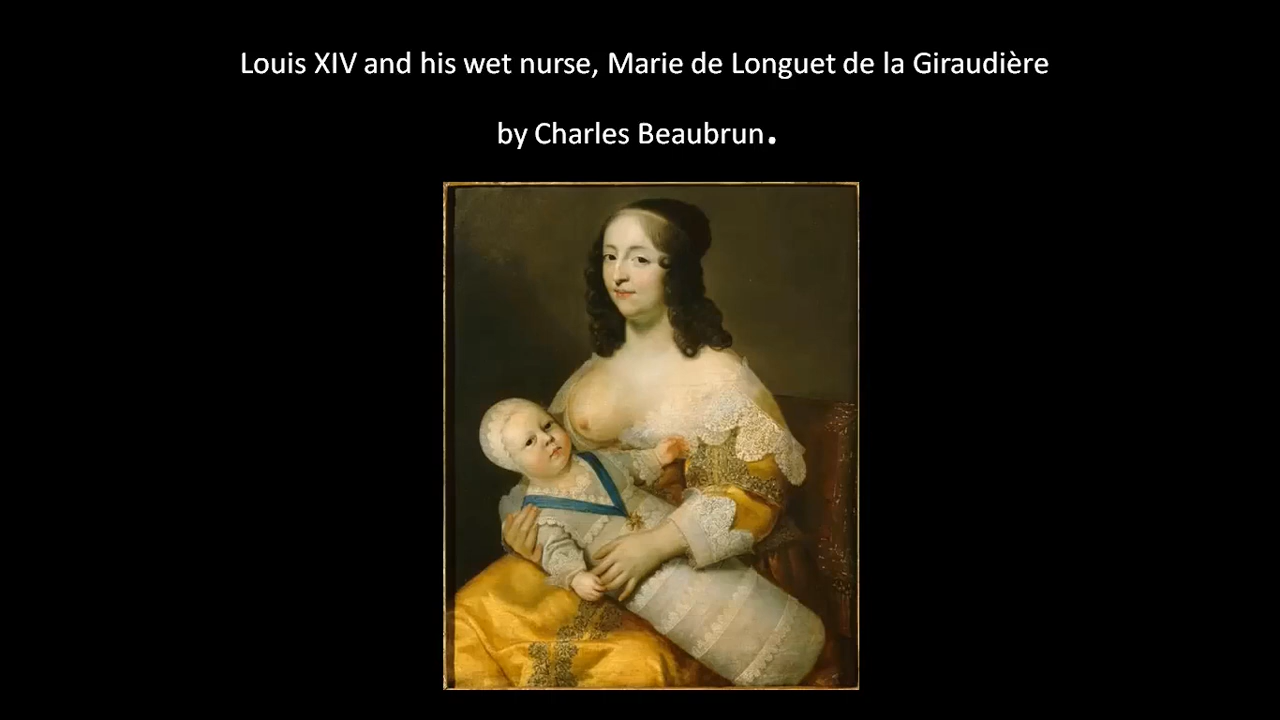 Louis XIV and his wet nurse, Marie de Longuet de la Giraudière
by Charles Beaubrun.